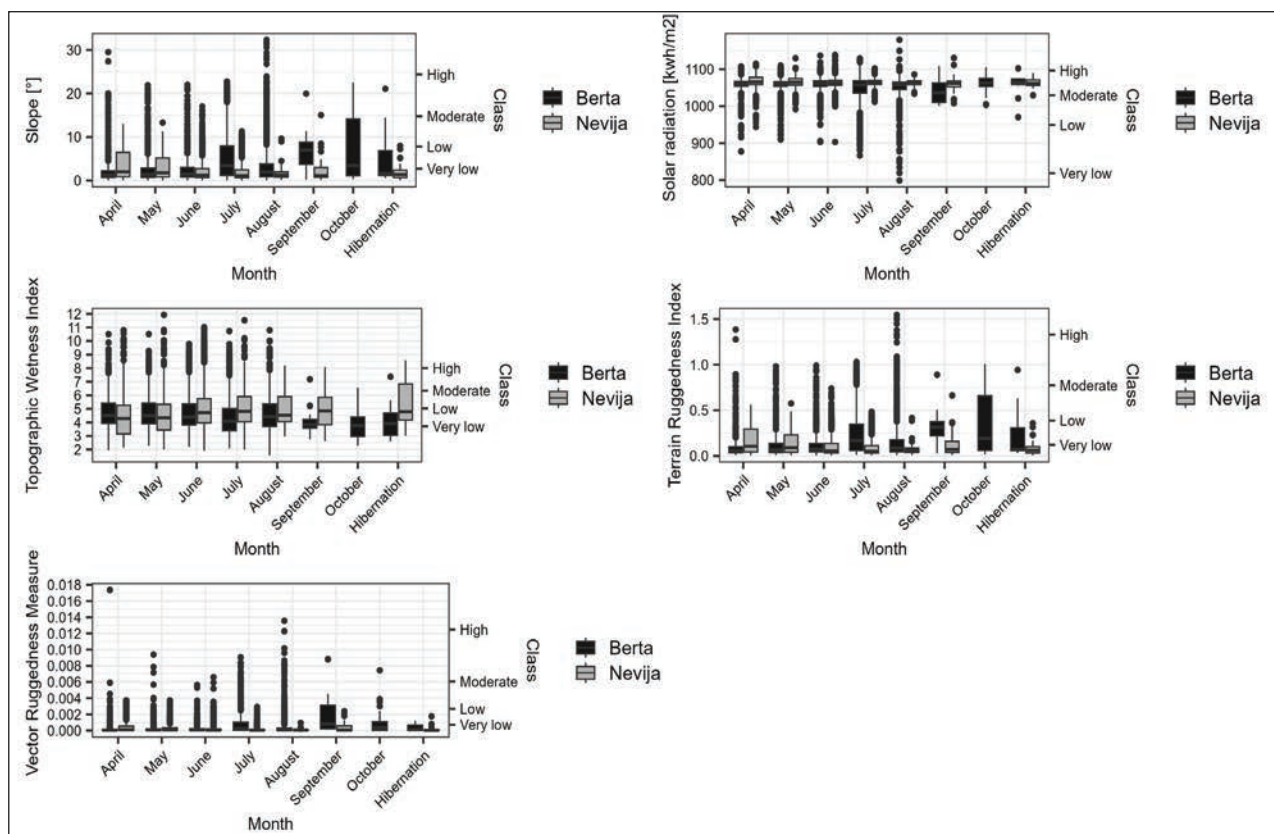 Slope [°]
30
20
10
0
High
Moderate
Low
Very low
Class
Berta
Nevija
April
May
June
July
August
September
October
Hibernation
Month
Solar radiation [kwh/m2]
1100
1000
900
800
High
Moderate
Low
Very low
Class
Berta
Nevija
April
May
June
July
August
September
October
Hibernation
Month
Topographic Wetness Index
12
11
10
9
8
7
6
5
4
3
2
High
Moderate
Low
Very low
Class
Berta
Nevija
April
May
June
July
August
September
October
Hibernation
Month
Terrain Ruggedness Index
1.5
1.0
0.5
0.0
High
Moderate
Low
Very low
Class
Berta
Nevija
April
May
June
July
August
September
October
Hibernation
Month
Vector Ruggedness Measure
0.018
0.016
0.014
0.012
0.010
0.008
0.006
0.004
0.002
0.000
High
Moderate
Low
Very low
Class
Berta
Nevija
April
May
June
July
August
September
October
Hibernation
Month